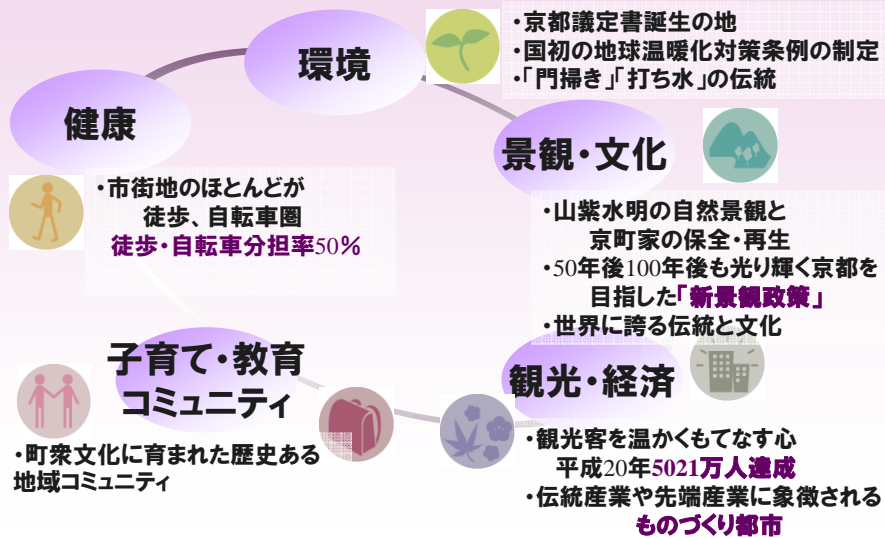 環境
・京都議定書誕生の地
・国初の地球温暖化対策条例の制定
・「門掃き」「打ち水」の伝統
健康
・市街地のほとんどが
徒歩、自転車圏
徒歩・自転車分担率50%
景観・文化
・山紫水明の自然景観と
京町家の保全・再生
・50年後100年後も光り輝く京都を
目指した「新景観政策」
・世界に誇る伝統と文化
子育て・教育
コミュニティ
・町衆文化に育まれた歴史ある
地域コミュニティ
観光・経済
・観光客を温かくもてなす心
平成20年5021万人達成
・伝統産業や先端産業に象徴される
ものづくり都市